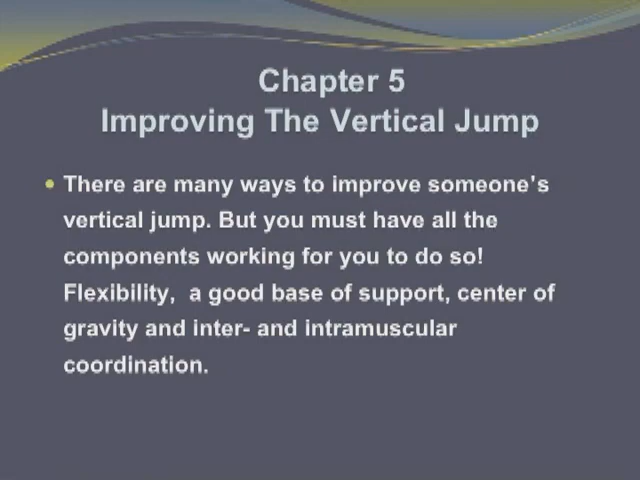 Chapter 5
Improving The Vertical Jump
There are many ways to improve someone's
vertical jump. But you must have all the
components working for you to do so!
Flexibility,  a good base of support, center of
gravity and inter- and intramuscular
coordination.